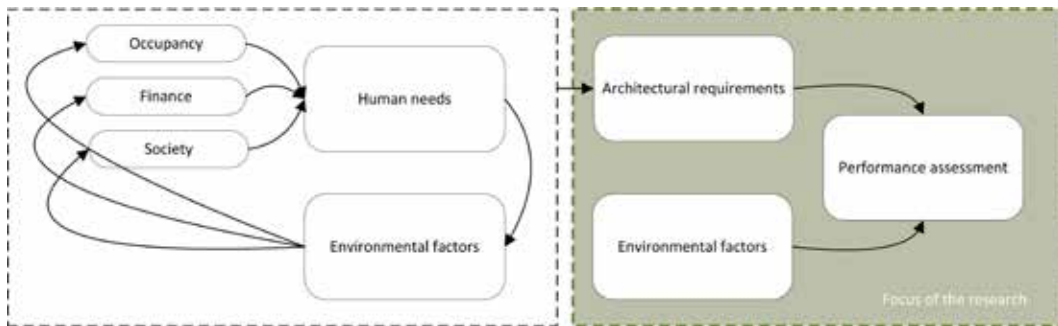 Occupancy
Finance
Society
Human needs
Environmental factors
Architectural requirements
Performance assessment
Environmental factors
Focus of the research